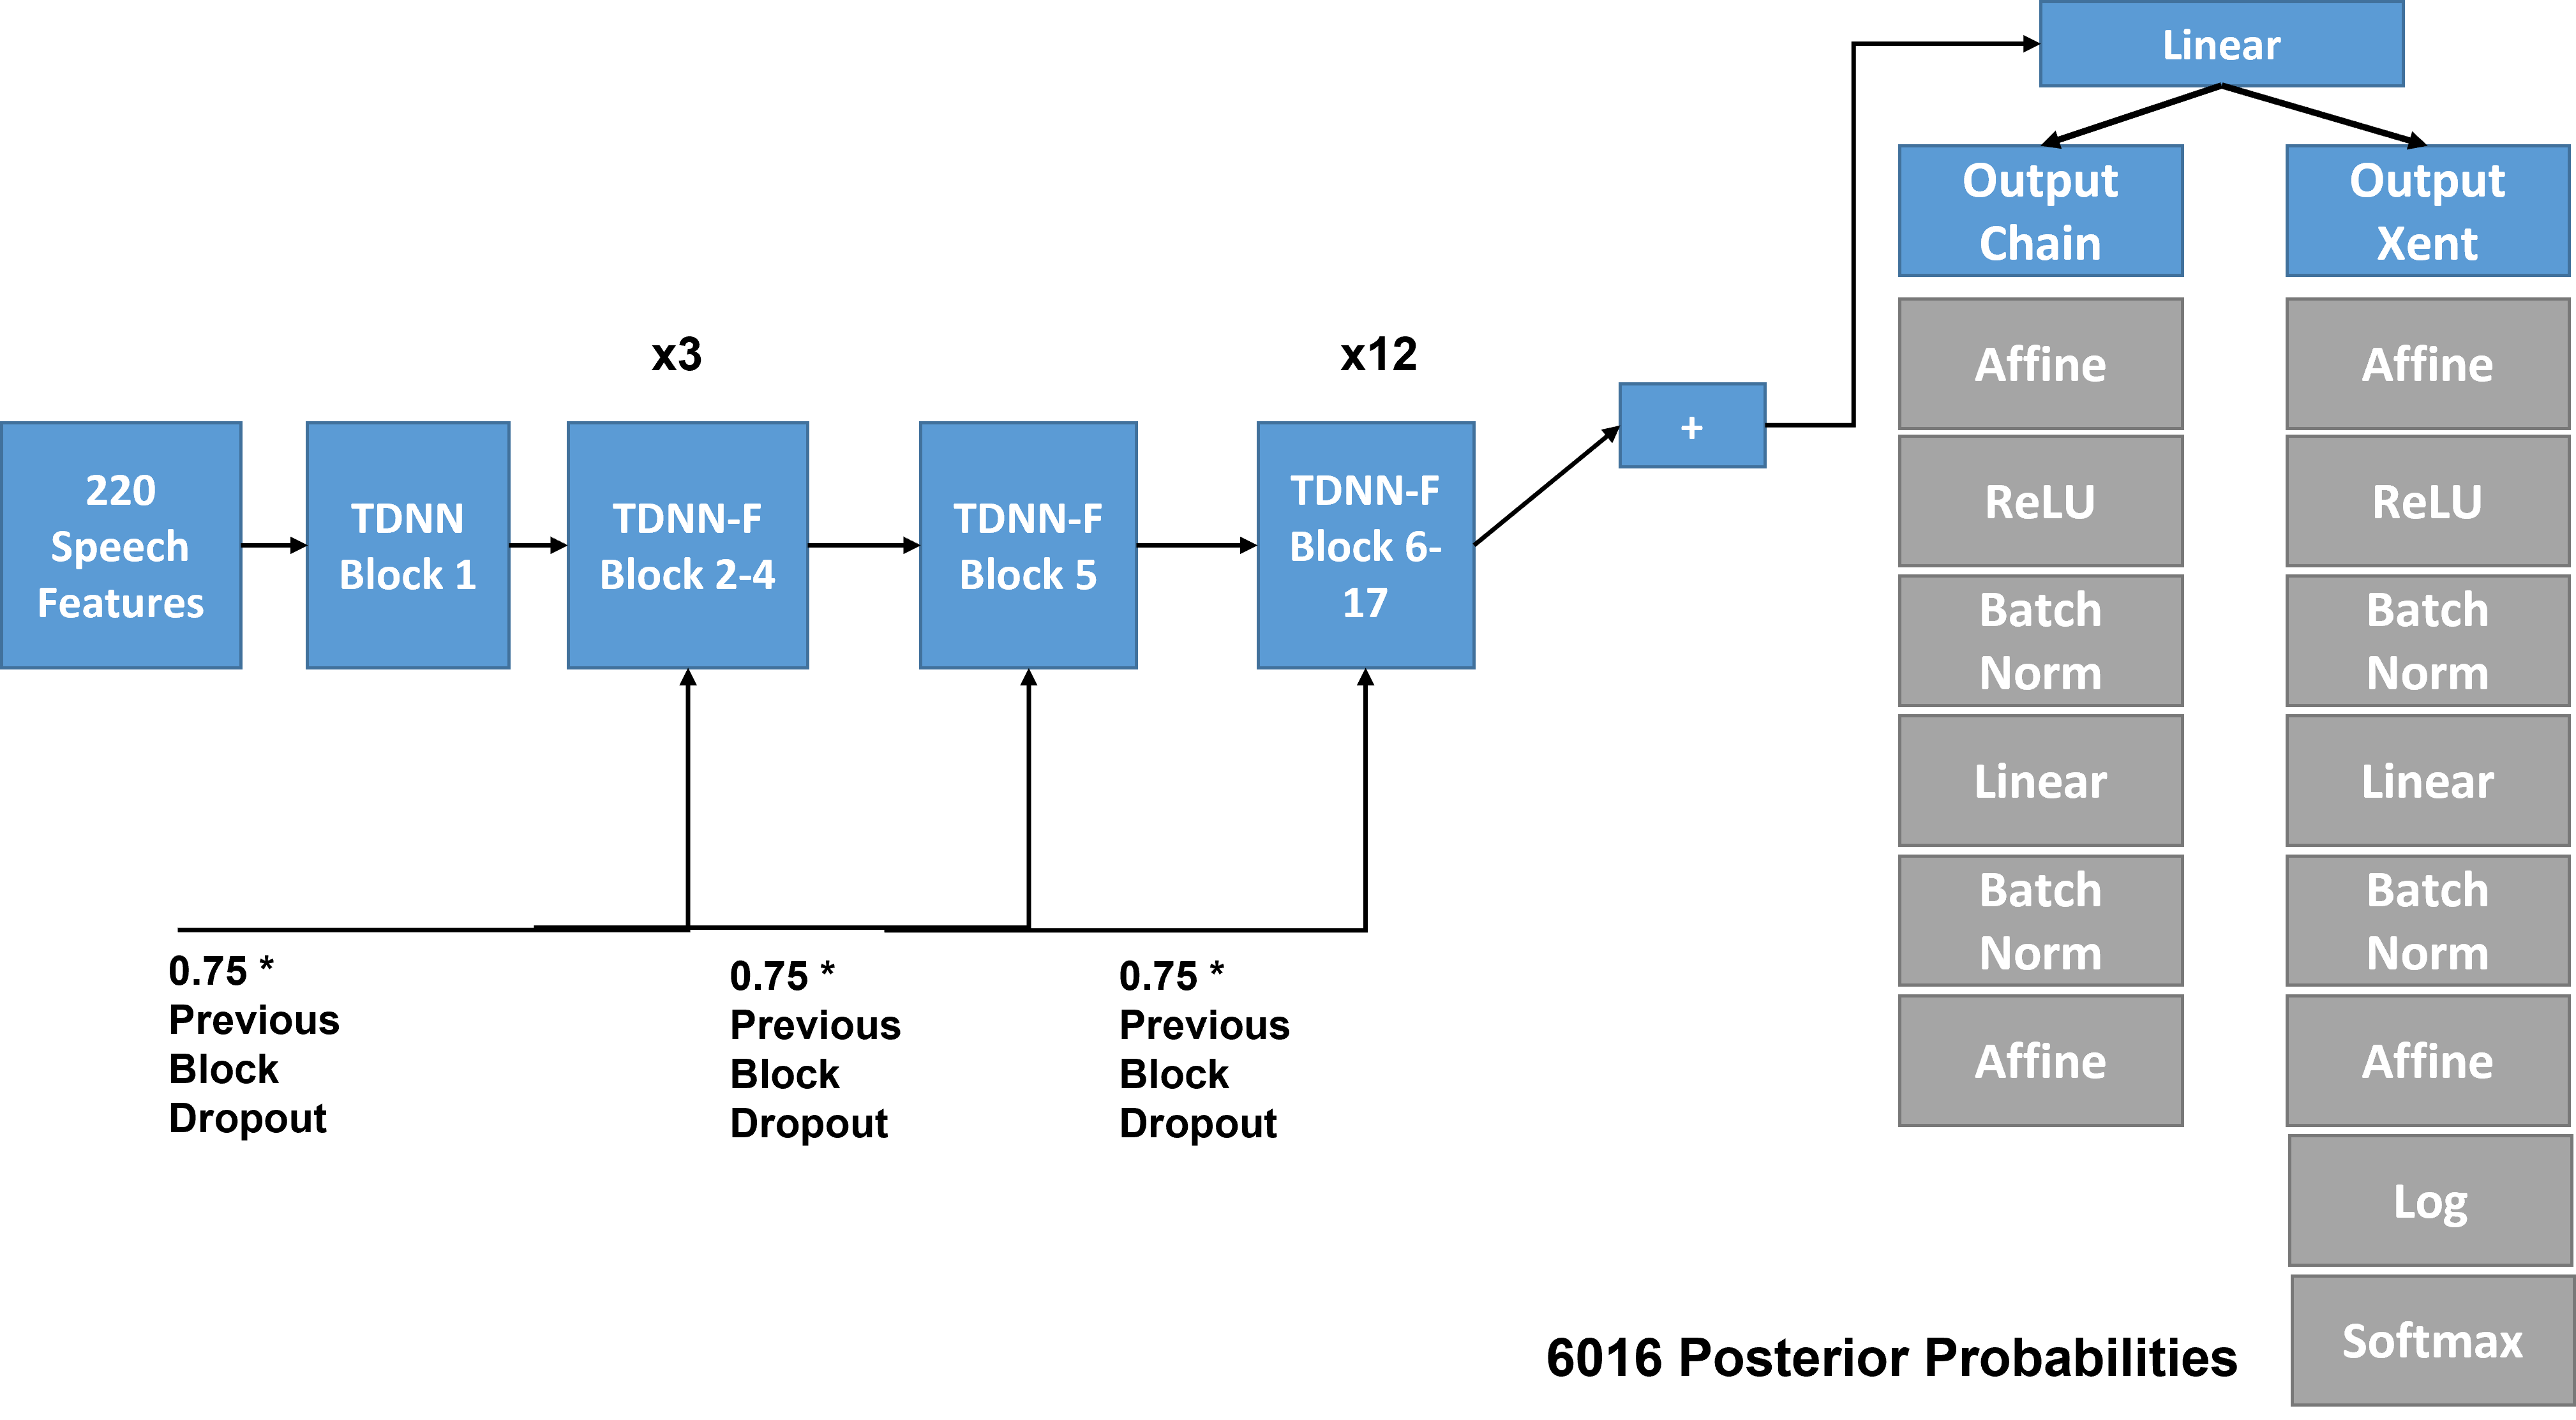 Linear
Output
Chain
Output
Xent
x3
x12
220
Speech
Features
TDNN
Block 1
TDNN-F
Block 2-4
TDNN-F
Block 5
TDNN-F
Block 6-
17
+
0.75 *
Previous
Block
Dropout
0.75 *
Previous
Block
Dropout
0.75 *
Previous
Block
Dropout
Affine
ReLU
Batch
Norm
Linear
Batch
Norm
Affine
Affine
ReLU
Batch
Norm
Linear
Batch
Norm
Affine
Log
Softmax
6016 Posterior Probabilities